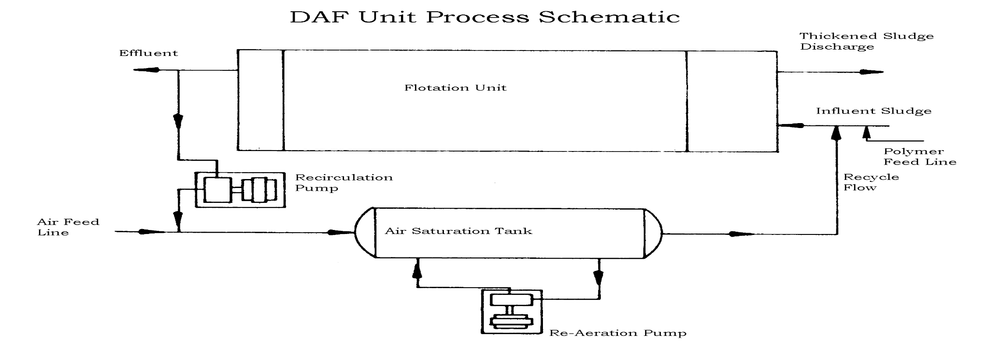 DAF Unit Process Schematic
Thickened Sludge
Discharge
Effluent
Flotation Unit
Influent Sludge
Polymer
Feed Line
Recirculation
Pump
Recycle
Flow
Air Feed
Line
Air Saturation Tank
Re-Aeration Pump